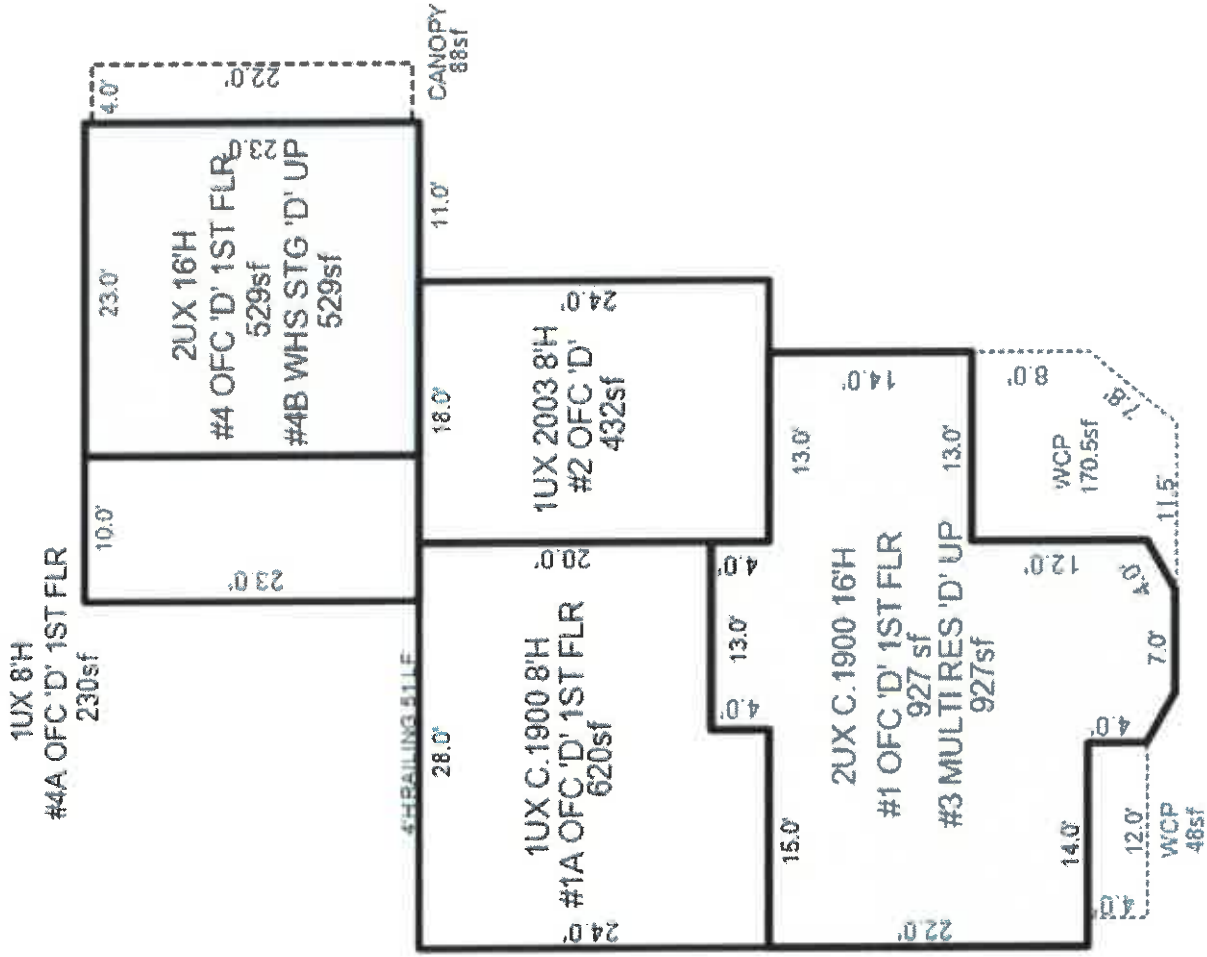 1UX 8'H
#4A OFC 'D' 1ST FLR
230sf
10.0'
23.0'
23.0'
4.0'
22.0'
CANOPY
88sf
2UX 16'H
#4 OFC 'D' 1ST FLR
529sf
#4B WHS STG 'D' UP
529sf
23.0'
11.0'
4'H RAILING 51 LF
28.0'
18.0'
1UX C.1900 8'H
#1A OFC 'D' 1ST FLR
620sf
24.0'
20.0'
1UX 2003 8'H
#2 OFC 'D'
432sf
24.0'
4.0'
13.0'
4.0'
15.0'
13.0'
14.0'
2UX C.1900 16'H
#1 OFC 'D' 1ST FLR
927 sf
#3 MULTI RES 'D' UP
927sf
22.0'
13.0'
12.0'
8.0'
7.8'
WCP
170.5sf
11.5'
14.0'
4.0'
4.0'
7.0'
4.0'
12.0'
WCP
48sf